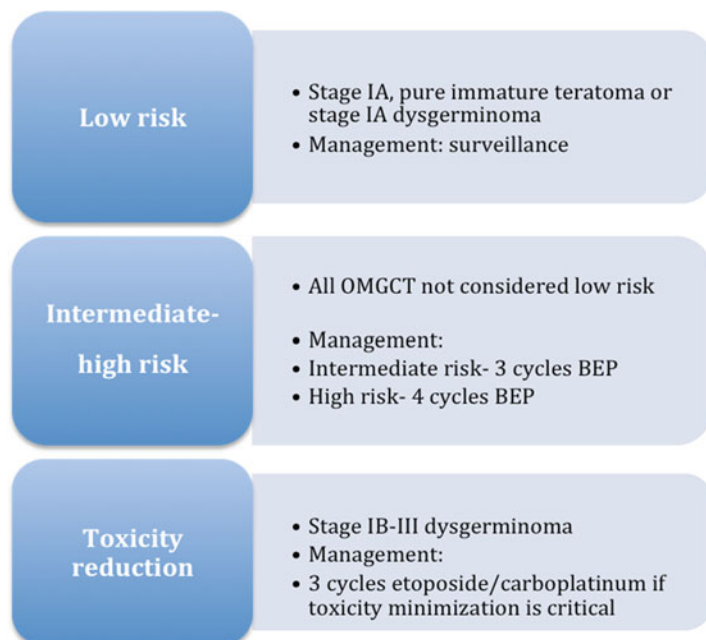 Low risk
• Stage IA, pure immature teratoma or
stage IA dysgerminoma
• Management: surveillance
Intermediate-
high risk
• All OMGCT not considered low risk
• Management:
• Intermediate risk- 3 cycles BEP
• High risk- 4 cycles BEP
Toxicity
reduction
• Stage IB-III dysgerminoma
• Management:
• 3 cycles etoposide/carboplatinum if
toxicity minimization is critical